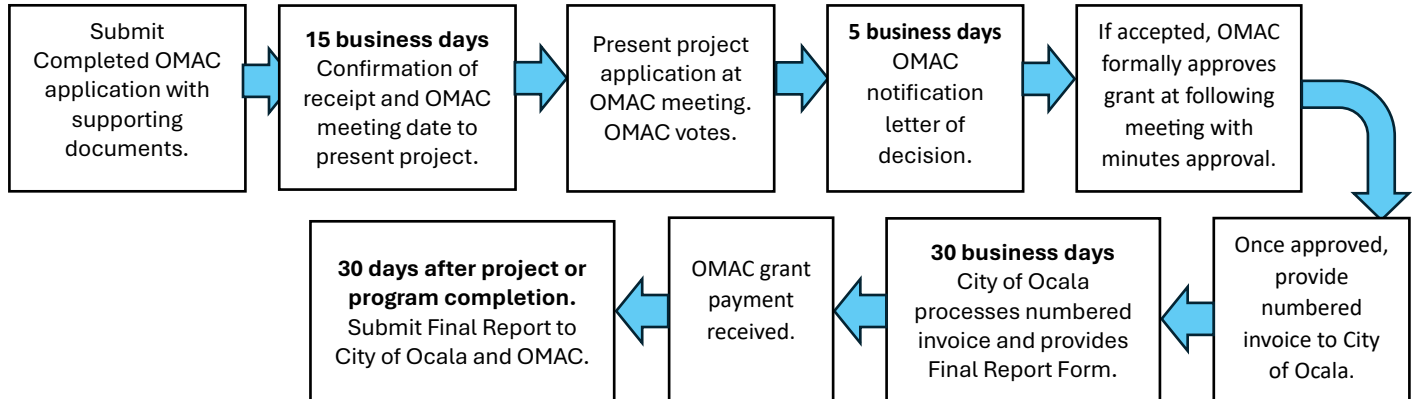 Submit
Completed OMAC
application with
supporting
documents.
15 business days
Confirmation of
receipt and OMAC
meeting date to
present project.
Present project
application at
OMAC meeting.
OMAC votes.
5 business days
OMAC
notification
letter of
decision.
If accepted, OMAC
formally approves
grant at following
meeting with
minutes approval.
Once approved,
provide
numbered
invoice to City
of Ocala.
30 business days
City of Ocala
processes numbered
invoice and provides
Final Report Form.
OMAC grant
payment
received.
30 days after project or
program completion.
Submit Final Report to
City of Ocala and OMAC.